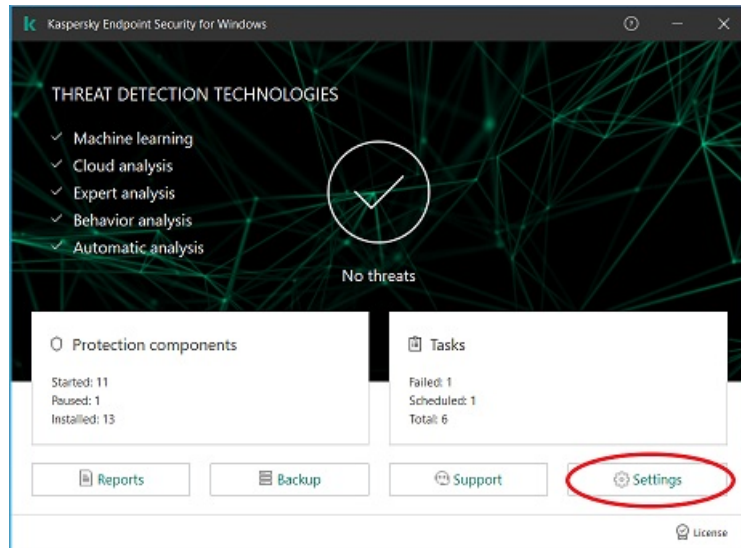 Kaspersky Endpoint Security for Windows
THREAT DETECTION TECHNOLOGIES
Machine learning
Cloud analysis
Expert analysis
Behavior analysis
Automatic analysis
No threats
Protection components
Started: 11
Paused: 1
Installed: 13
Tasks
Failed: 1
Scheduled: 1
Total: 6
Reports
Backup
Support
Settings
License